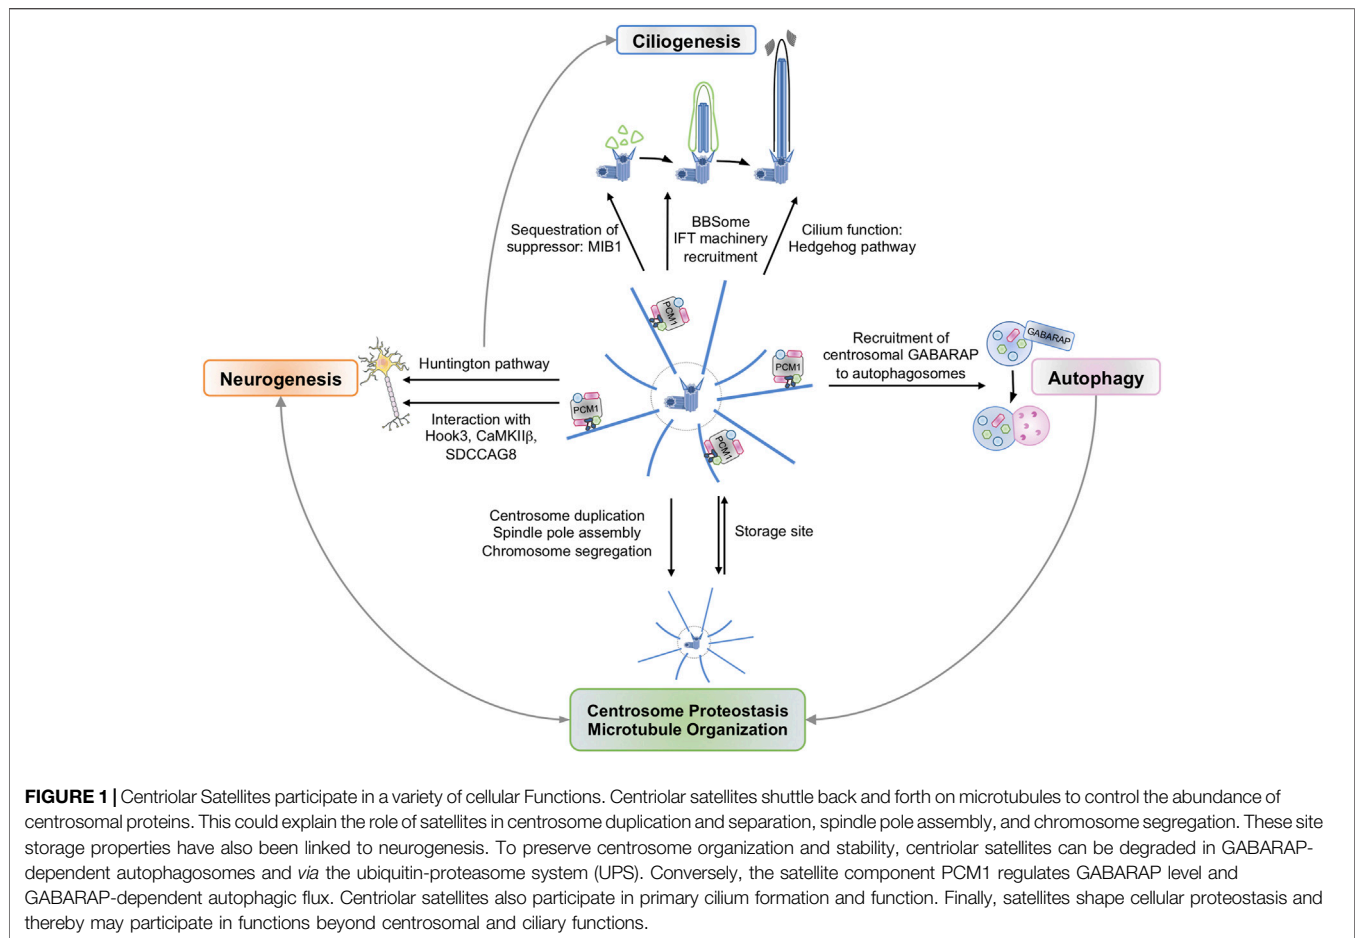 Ciliogenesis
Sequestration of
suppressor: MIB1
BBSome
IFT machinery
recruitment
Cilium function:
Hedgehog pathway
PCM1
Neurogenesis
Huntington pathway
Interaction with
Hook3, CaMKIIβ,
SDCCAG8
PCM1
PCM1
Recruitment of
centrosomal GABARAP
to autophagosomes
GABARAP
Autophagy
PCM1
Centrosome duplication
Spindle pole assembly
Chromosome segregation
Storage site
Centrosome Proteostasis
Microtubule Organization
FIGURE 1 | Centriolar Satellites participate in a variety of cellular Functions. Centriolar satellites shuttle back and forth on microtubules to control the abundance of
centrosomal proteins. This could explain the role of satellites in centrosome duplication and separation, spindle pole assembly, and chromosome segregation. These site
storage properties have also been linked to neurogenesis. To preserve centrosome organization and stability, centriolar satellites can be degraded in GABARAP-
dependent autophagosomes and via the ubiquitin-proteasome system (UPS). Conversely, the satellite component PCM1 regulates GABARAP level and
GABARAP-dependent autophagic flux. Centriolar satellites also participate in primary cilium formation and function. Finally, satellites shape cellular proteostasis and
thereby may participate in functions beyond centrosomal and ciliary functions.